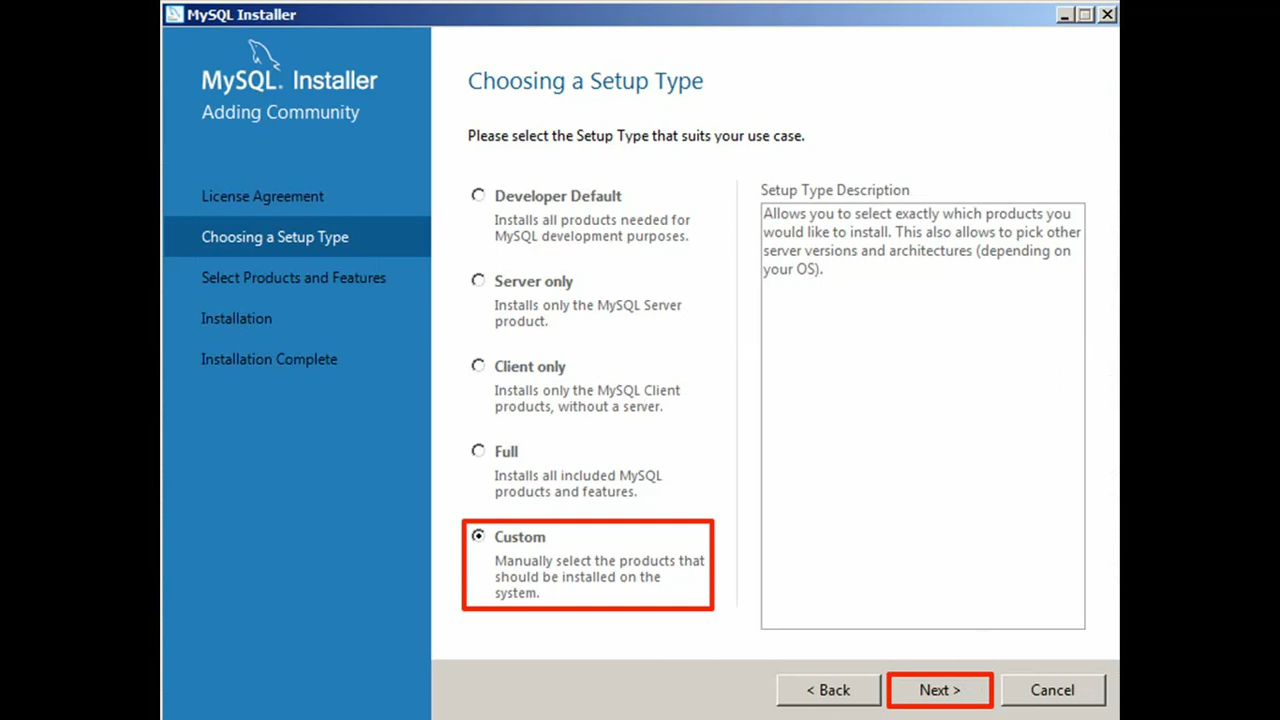 MySQL Installer
MySQL. Installer
Adding Community
License Agreement
Choosing a Setup Type
Select Products and Features
Installation
Installation Complete
Choosing a Setup Type
Please select the Setup Type that suits your use case.
Developer Default
Installs all products needed for
MySQL development purposes.
Server only
Installs only the MySQL Server
product.
Client only
Installs only the MySQL Client
products, without a server.
Full
Installs all included MySQL
products and features.
Custom
Manually select the products that
should be installed on the
system.
Setup Type Description
Allows you to select exactly which products you
would like to install. This also allows to pick other
server versions and architectures (depending on
your OS).
< Back
Next >
Cancel